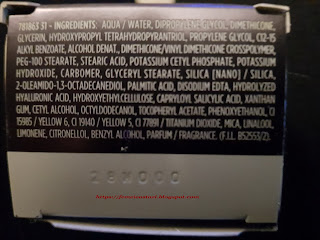 781863 51 - INGREDIENTS: AQUA / WATER, DIPROPYLENE GLYCOL, DIMETHICONE,
GLYCERIN, HYDROXYPROPYL TETRAHYDROPYRANTRIOL, PROPYLENE GLYCOL, C12-15
ALKYL BENZOATE, ALCOHOL DENAT., DIMETHICONE/VINYL DIMETHICONE CROSSPOLYMER,
PEG-100 STEARATE, STEARIC ACID, POTASSIUM CETYL PHOSPHATE, POTASSIUM
HYDROXIDE, CARBOMER, GLYCERYL STEARATE, SILICA [NANO] / SILICA,
2-OLEAMIDO-1,3-OCTADECANEDIOL, PALMITIC ACID, DISODIUM EDTA, HYDROLYZED
HYALURONIC ACID, HYDROXYETHYLCELLULOSE, CAPRYLOYL SALICYLIC ACID, XANTHAN
GUM, CETYL ALCOHOL, OCTYLDODECANOL, TOCOPHERYL ACETATE, PHENOXYETHANOL, CI
15985 / YELLOW 6, CI 19140 / YELLOW 5, CI 77891 / TITANIUM DIOXIDE, MICA, LINALOOL,
LIMONENE, CITRONELLOL, BENZYL ALCOHOL, PARFUM / FRAGRANCE. (F.I.L. B52553/2).